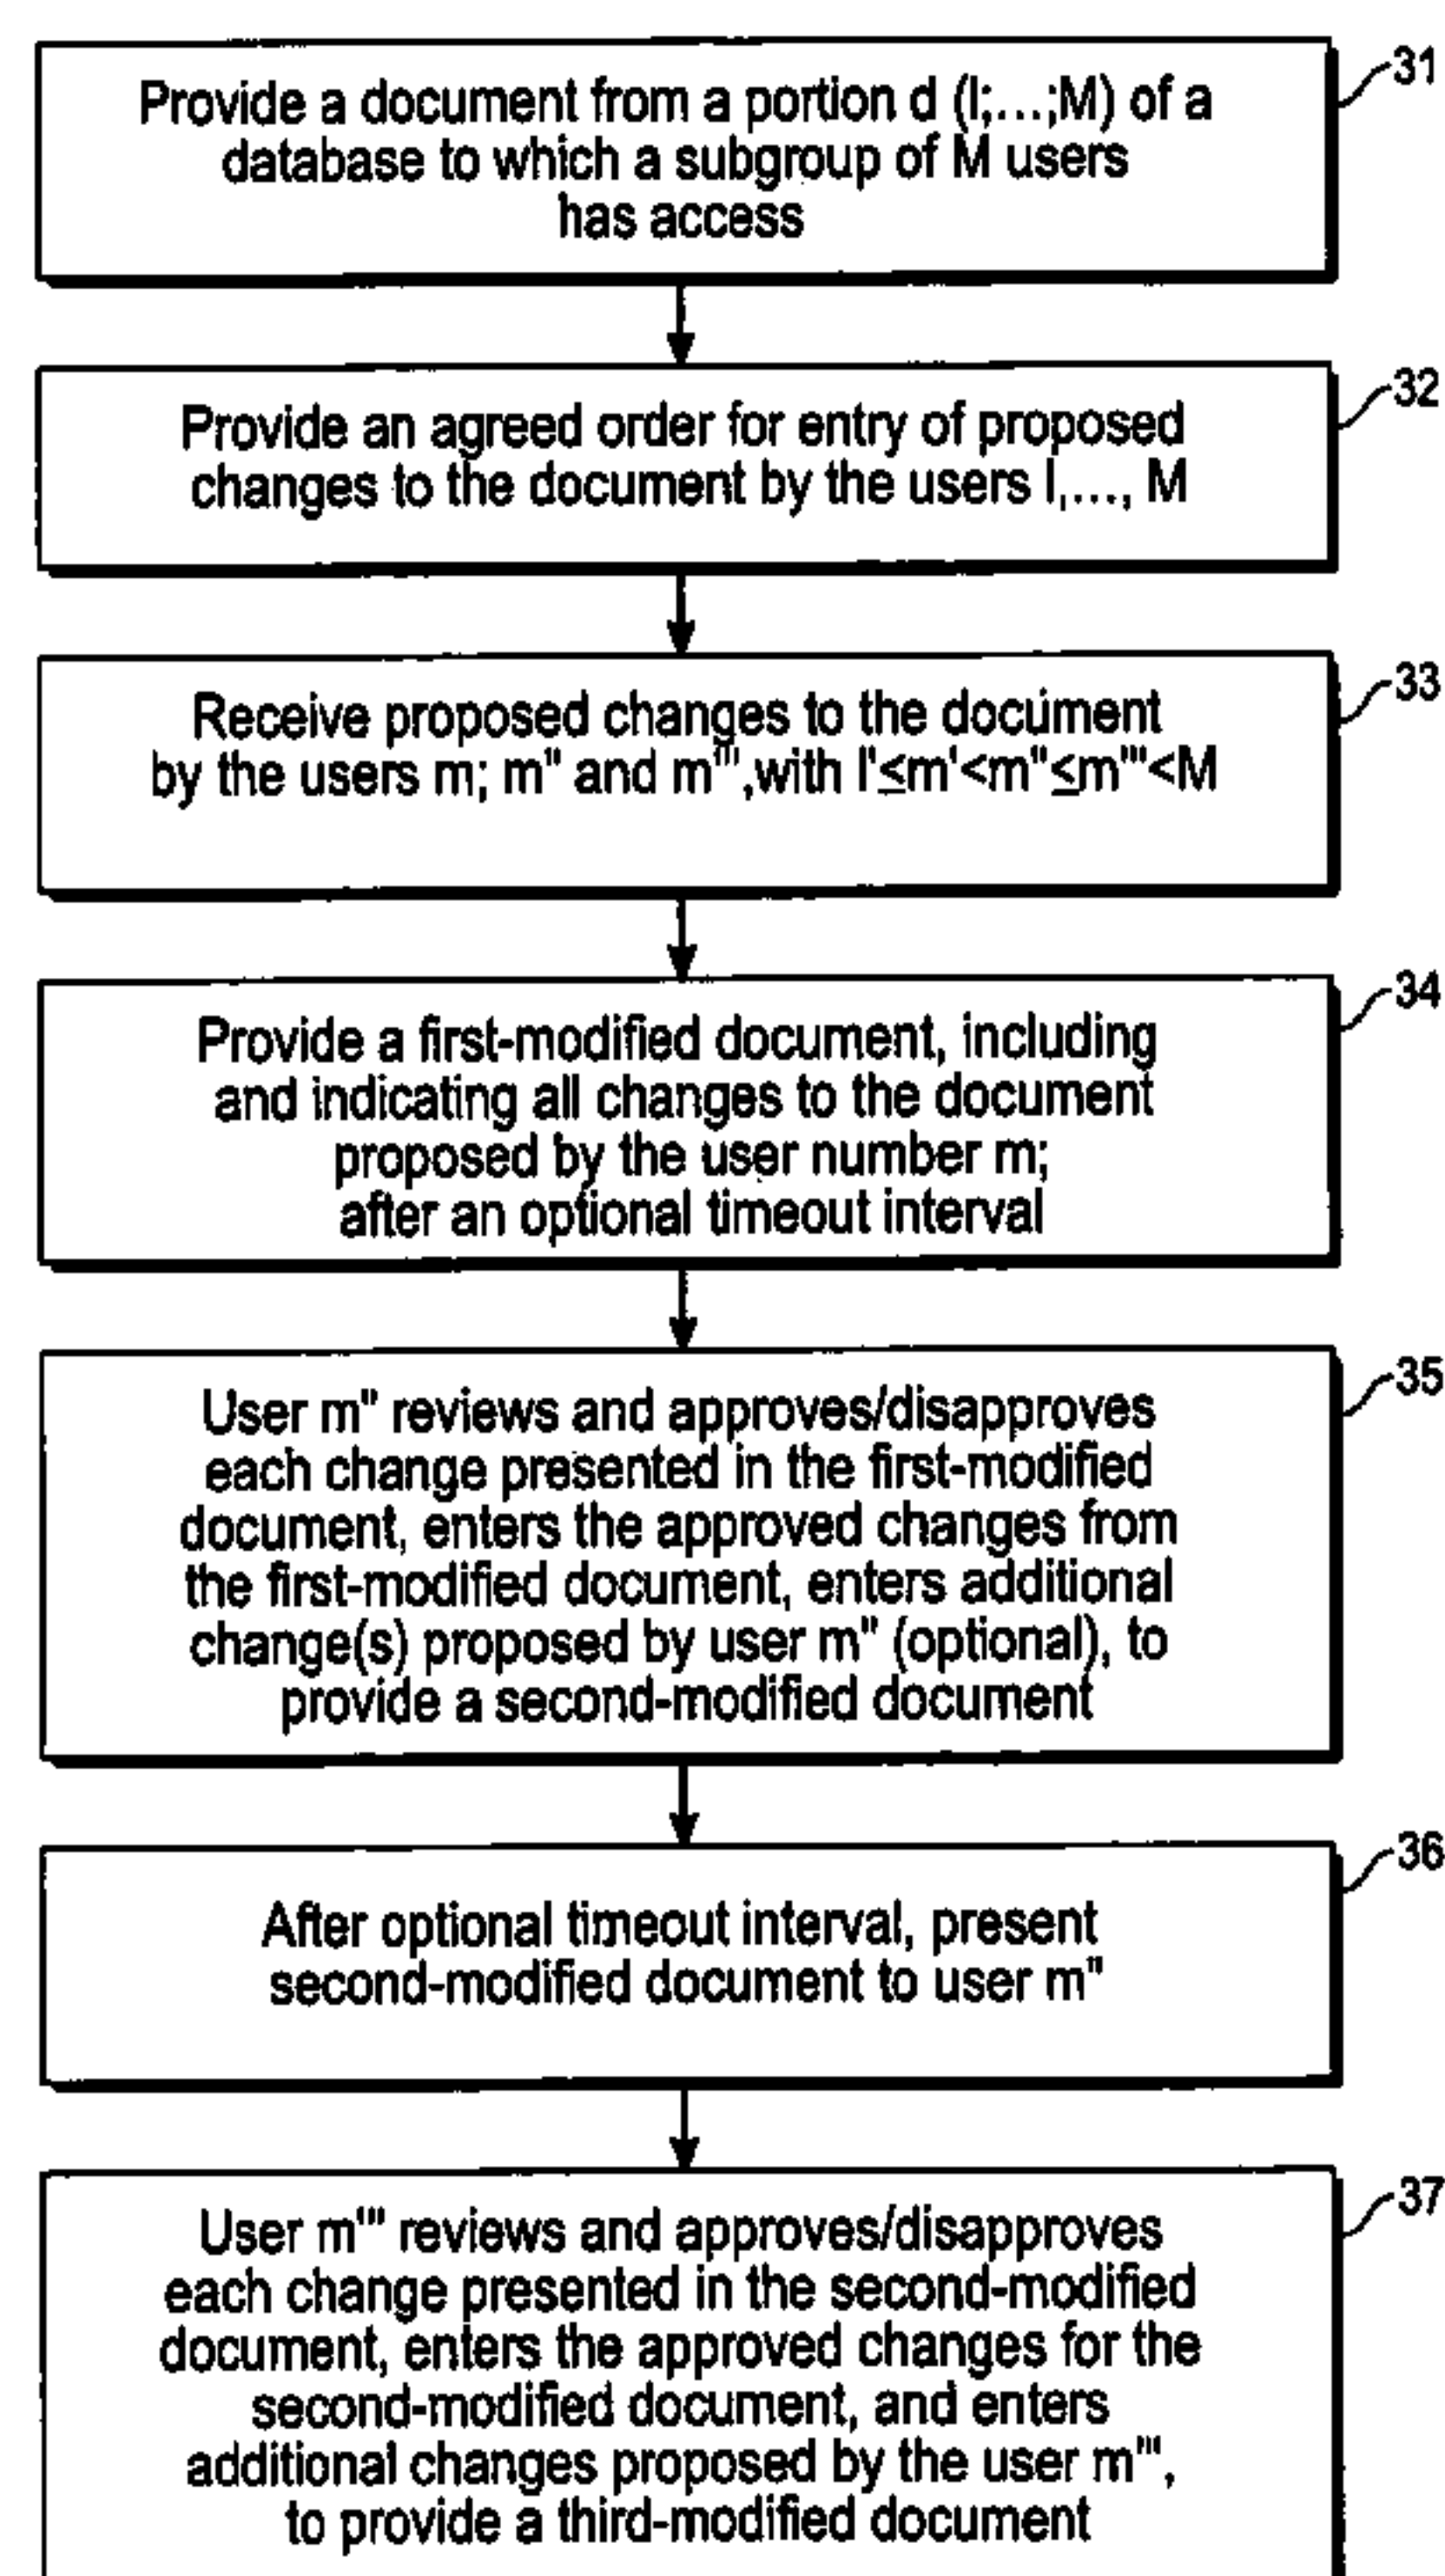 31
Provide a document from a portion d (I;...;M) of a
database to which a subgroup of M users
has access
32
Provide an agreed order for entry of proposed
changes to the document by the users I,..., M
33
Receive proposed changes to the document
by the users m; m" and m"',with I'≤m'<m"≤m"'<M
34
Provide a first-modified document, including
and indicating all changes to the document
proposed by the user number m;
after an optional timeout interval
35
User m" reviews and approves/disapproves
each change presented in the first-modified
document, enters the approved changes from
the first-modified document, enters additional
change(s) proposed by user m" (optional), to
provide a second-modified document
36
After optional timeout interval, present
second-modified document to user m"
37
User m"' reviews and approves/disapproves
each change presented in the second-modified
document, enters the approved changes for the
second-modified document, and enters
additional changes proposed by the user m"',
to provide a third-modified document